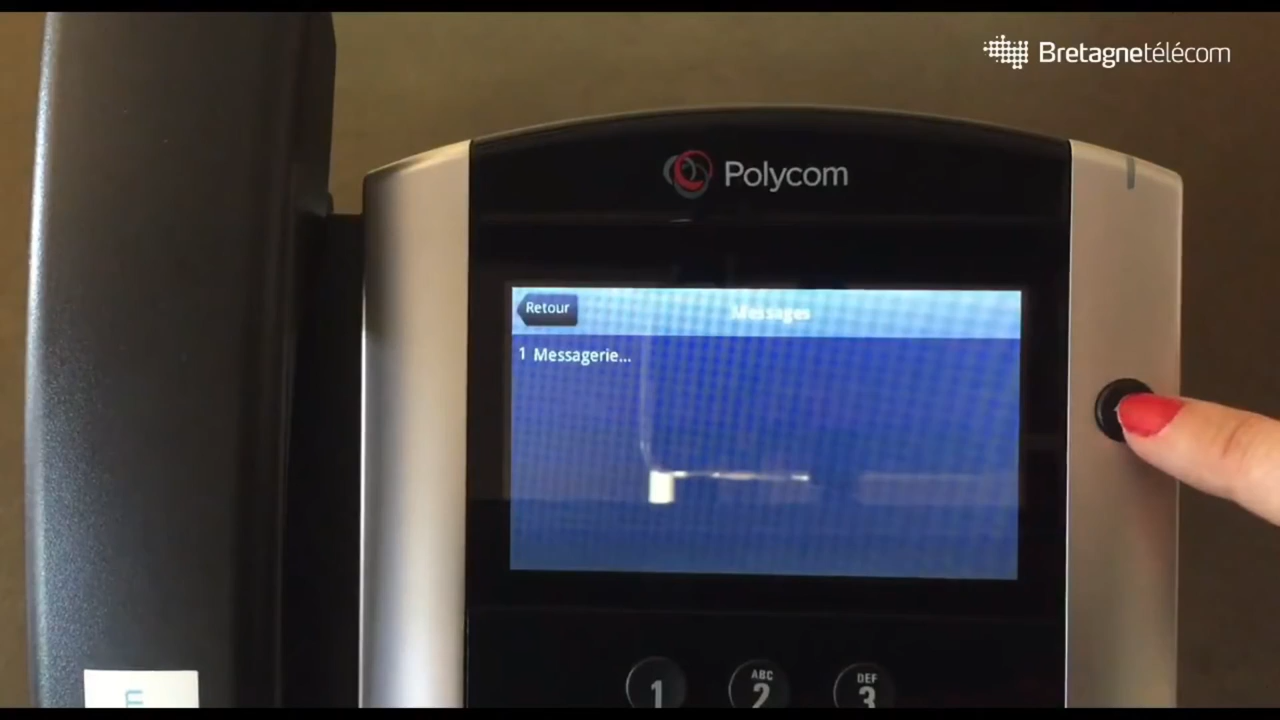 Bretagnetélécom
Polycom
Retour
Messages
1 Messagerie...
1
ABC
2
DEF
3